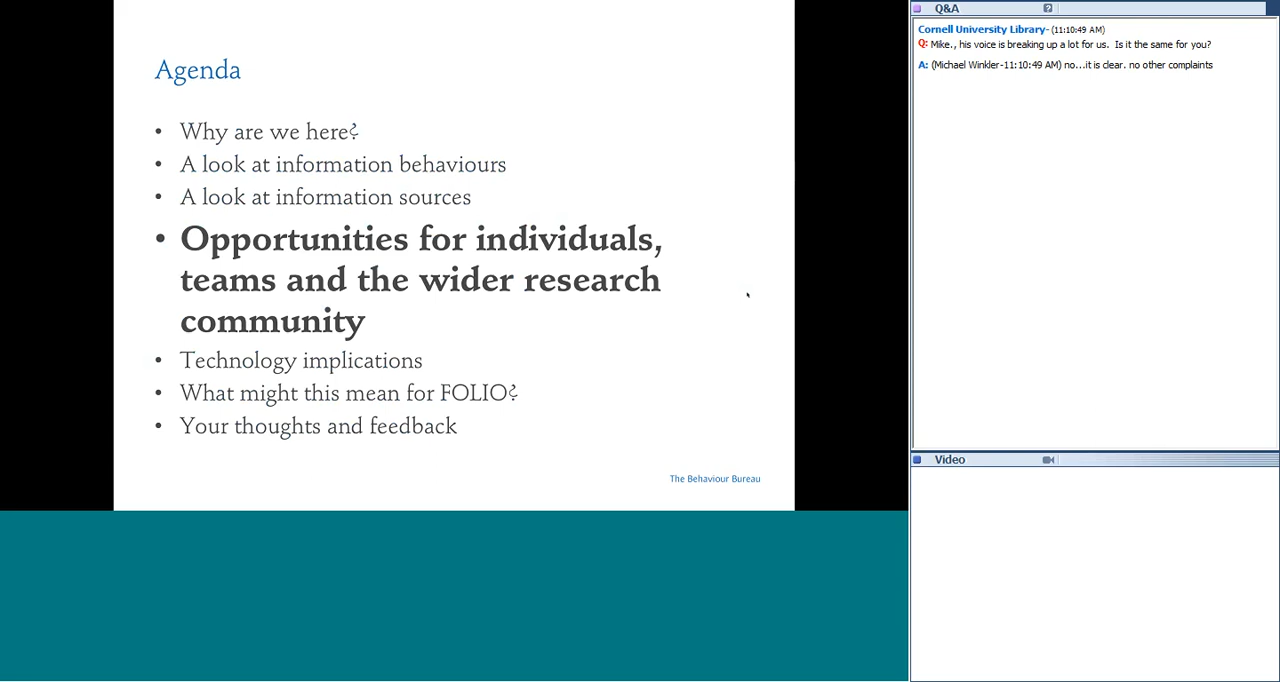 Agenda
• Why are we here?
• A look at information behaviours
• A look at information sources
• Opportunities for individuals,
teams and the wider research
community
• Technology implications
• What might this mean for FOLIO?
• Your thoughts and feedback
The Behaviour Bureau
Q&A
?
Cornell University Library- (11:10:49 AM)
Q: Mike., his voice is breaking up a lot for us. Is it the same for you?
A: (Michael Winkler-11:10:49 AM) no...it is clear. no other complaints
Video